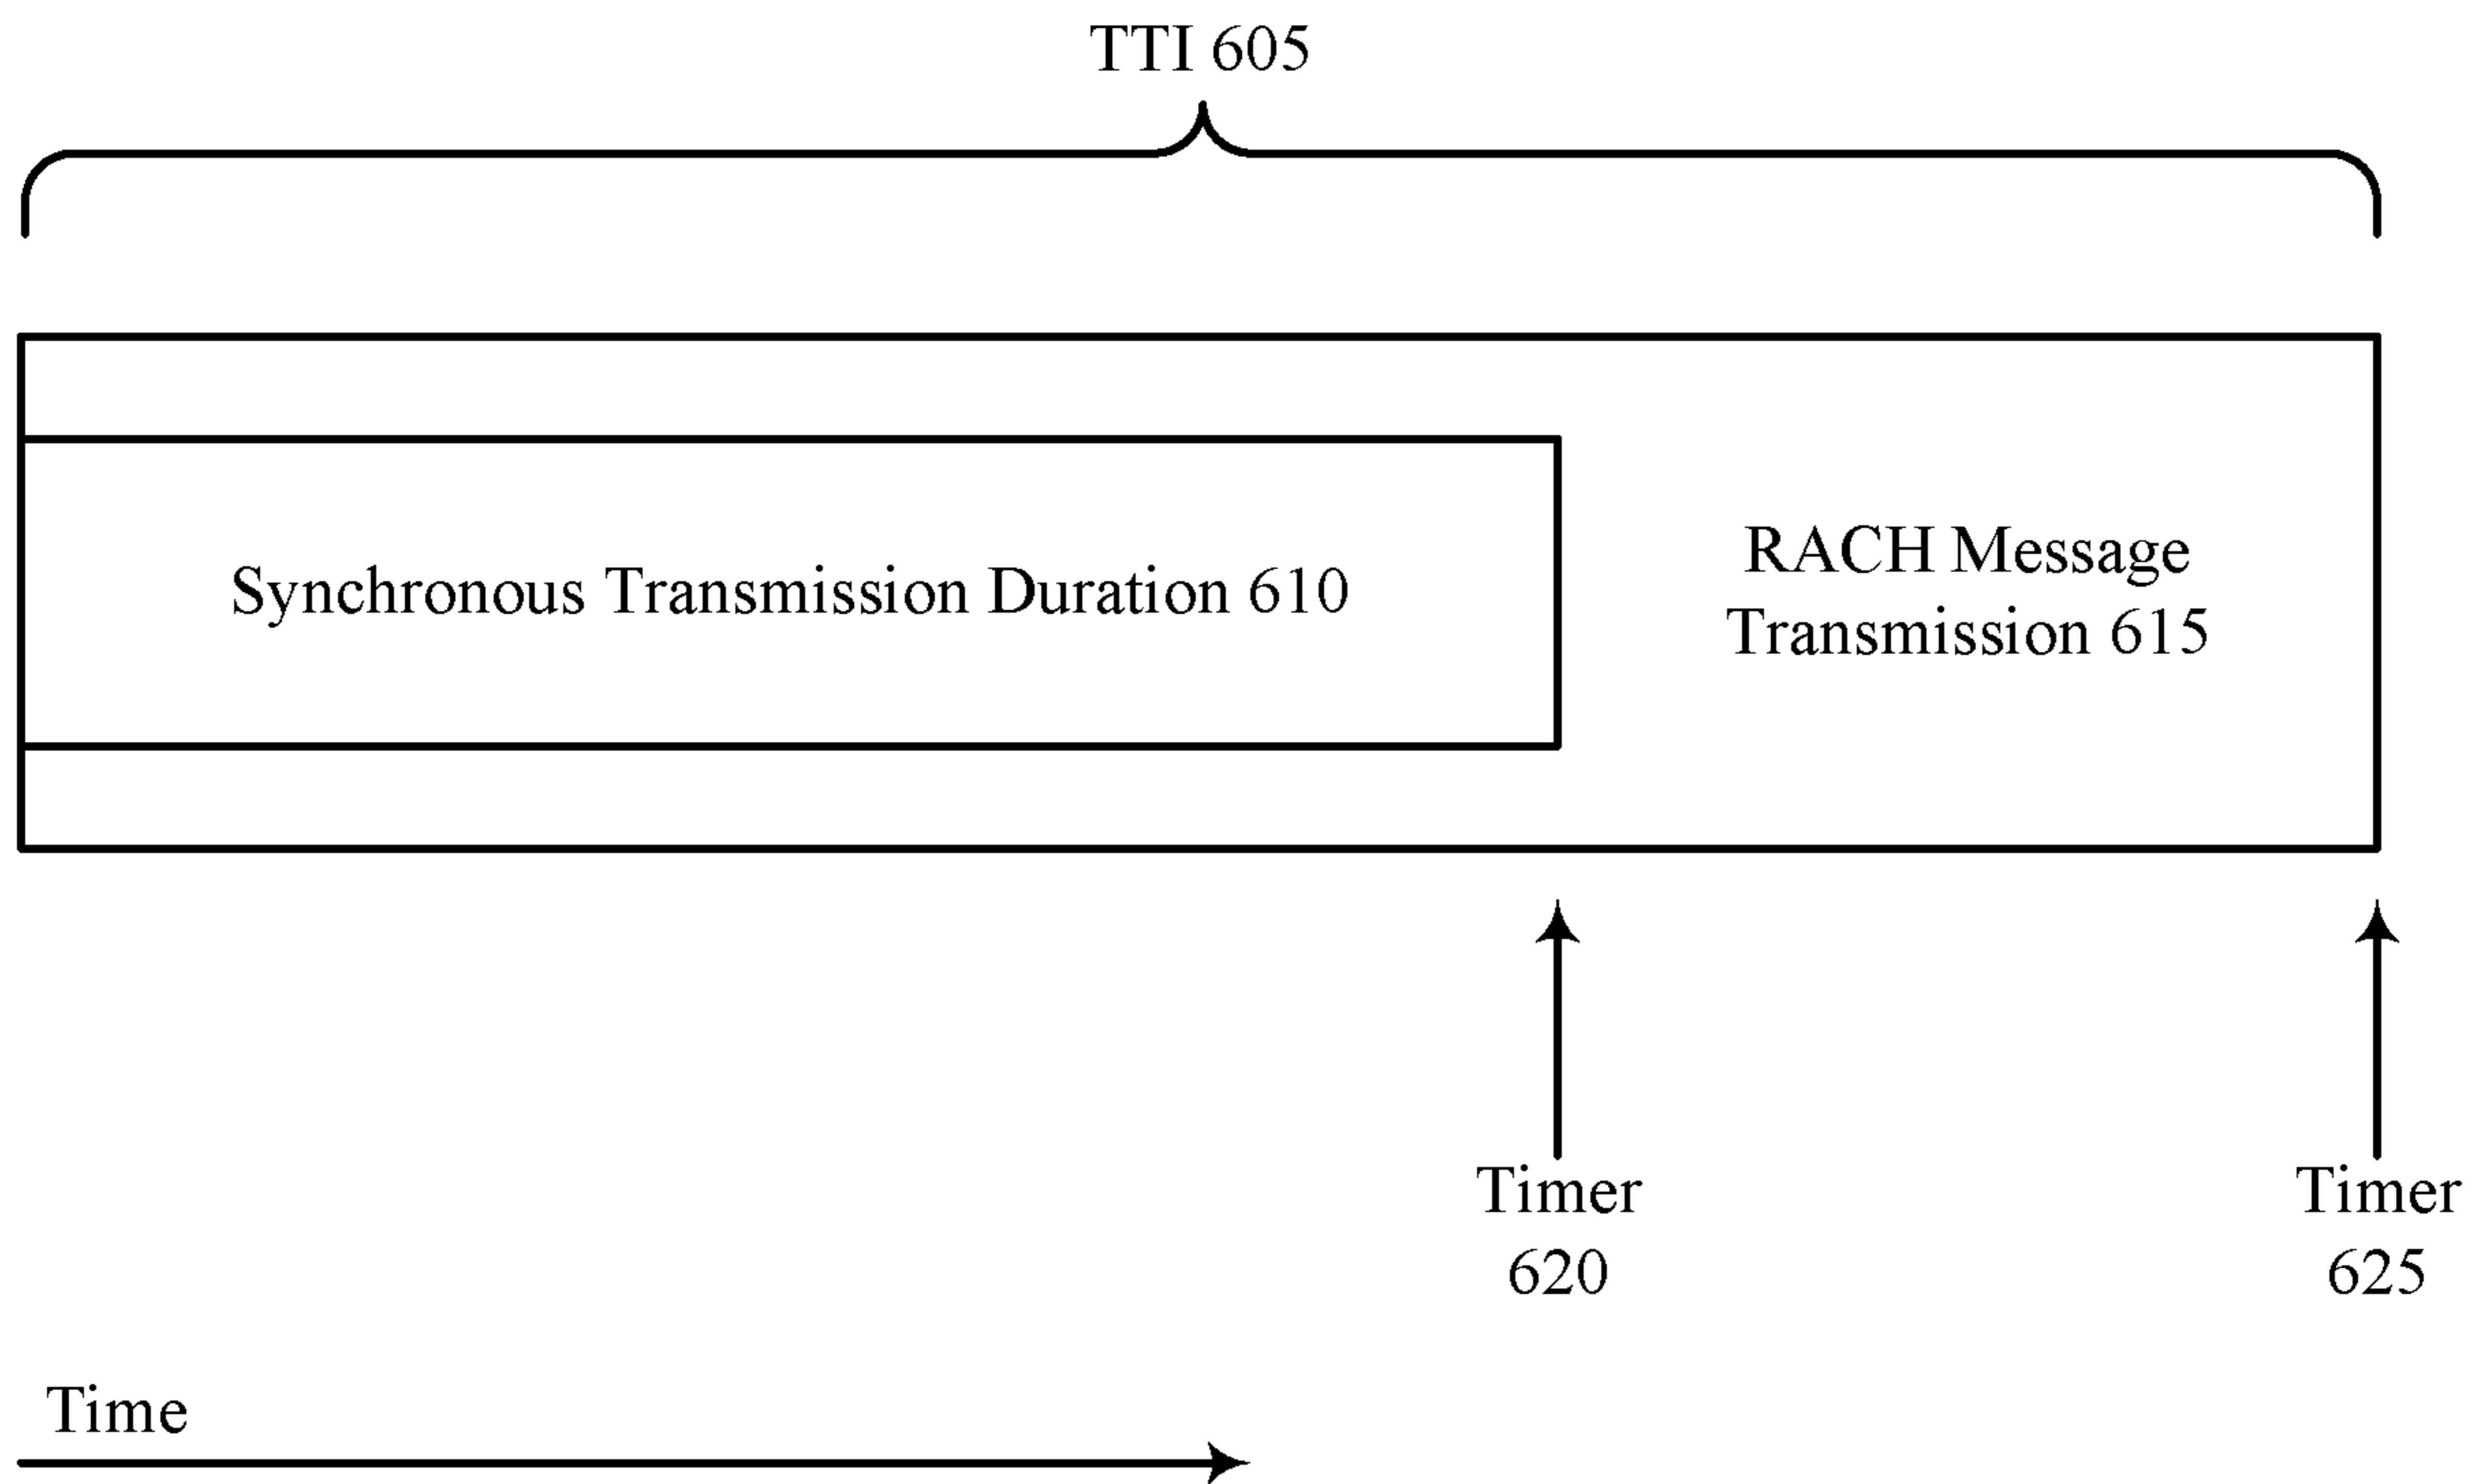 TTI 605
Synchronous Transmission Duration 610
RACH Message
Transmission 615
Timer
620
Timer
625
Time